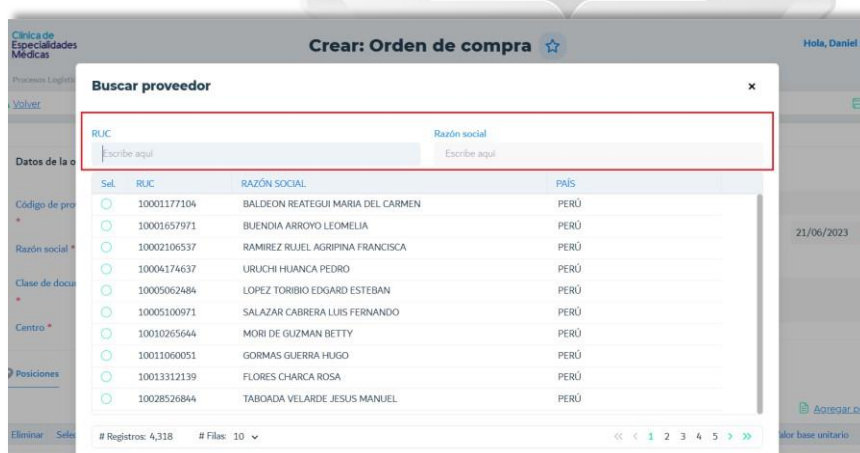 Clínica de
Especialidades
Médicas
Crear: Orden de compra
Hola, Daniel
Procesos Logísti
Volver
Buscar proveedor
×
RUC
Razón social
Escribe aquí
Escribe aquí
Datos de la o
Sel. RUC RAZÓN SOCIAL PAÍS
10001177104 BALDEON REATEGUI MARIA DEL CARMEN PERÚ
Código de pro
*
10001657971 BUENDIA ARROYO LEOMELIA PERÚ
21/06/2023
10002106537 RAMIREZ RUJEL AGRIPINA FRANCISCA PERÚ
Razón social *
10004174637 URUCHI HUANCA PEDRO PERÚ
10005062484 LOPEZ TORIBIO EDGARD ESTEBAN PERÚ
Clase de docu
*
10005100971 SALAZAR CABRERA LUIS FERNANDO PERÚ
Centro *
10010265644 MORI DE GUZMAN BETTY PERÚ
10011060051 GORMAS GUERRA HUGO PERÚ
Posiciones
10013312139 FLORES CHARCA ROSA PERÚ
10028526844 TABOADA VELARDE JESUS MANUEL PERÚ
Agregar p
Eliminar Sele
# Registros: 4,318 # Filas: 10 << < 1 2 3 4 5 > >>
alor base unitario